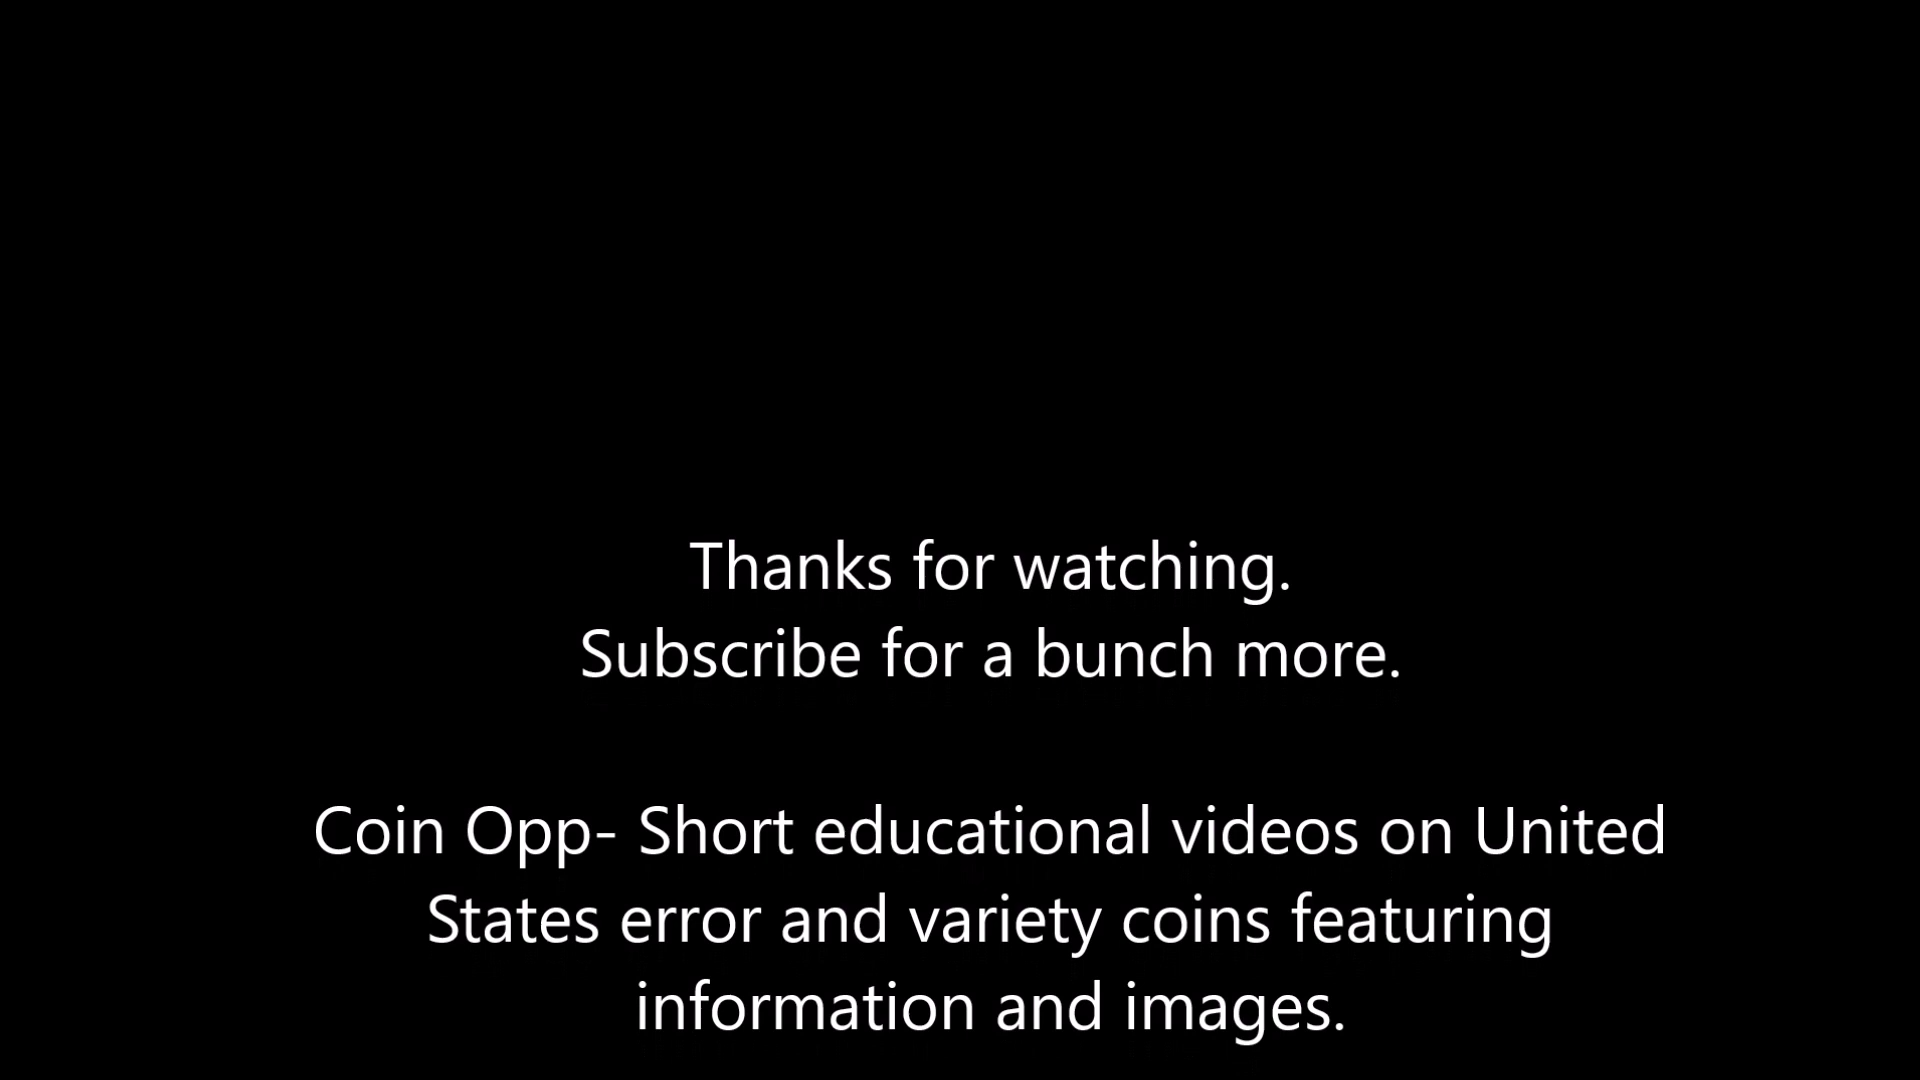 Thanks for watching.
Subscribe for a bunch more.
Coin Opp- Short educational videos on United
States error and variety coins featuring
information and images.